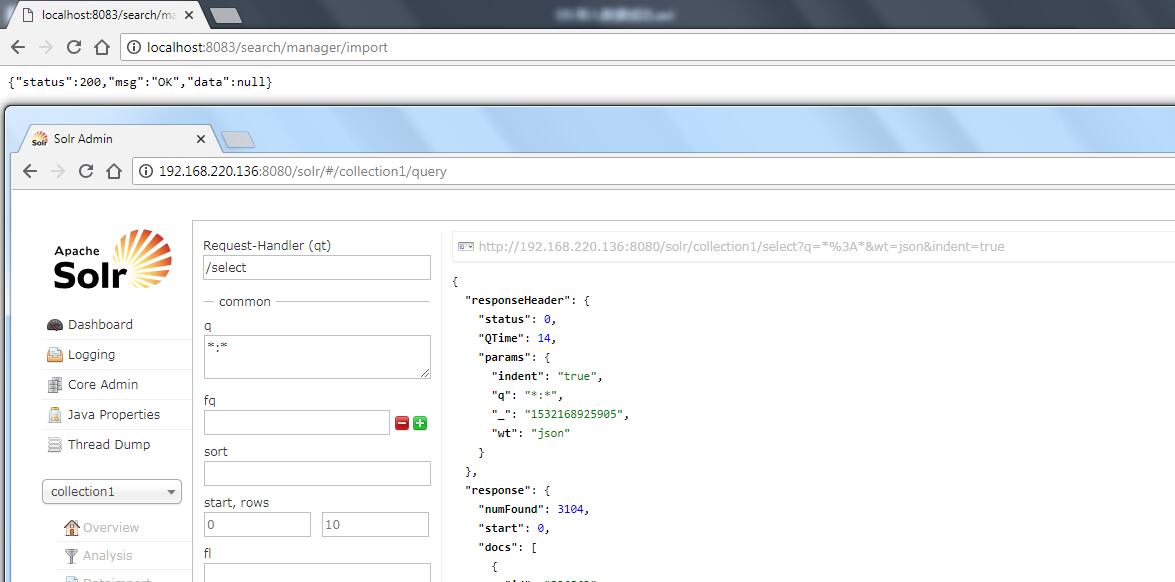 localhost:8083/search/ma
localhost:8083/search/manager/import
{"status":200,"msg":"OK","data":null}
Solr Admin
192.168.220.136:8080/solr/#/collection1/query
Apache
Solr
Dashboard
Logging
Core Admin
Java Properties
Thread Dump
collection1
Overview
Analysis
Dataimport
Request-Handler (qt)
/select
common
q
*:*
fq
sort
start, rows
0
10
fl
http://192.168.220.136:8080/solr/collection1/select?q=*%3A*&wt=json&indent=true
{
"responseHeader": {
"status": 0,
"QTime": 14,
"params": {
"indent": "true",
"q": "*:*",
"_": "1532168925905",
"wt": "json"
}
},
"response": {
"numFound": 3104,
"start": 0,
"docs": [
{